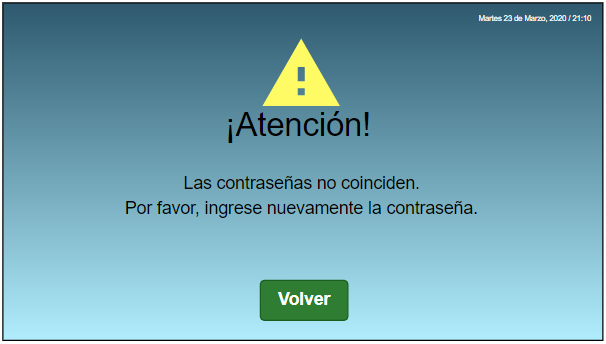 Martes 23 de Marzo, 2020 / 21:10
¡Atención!
Las contraseñas no coinciden.
Por favor, ingrese nuevamente la contraseña.
Volver